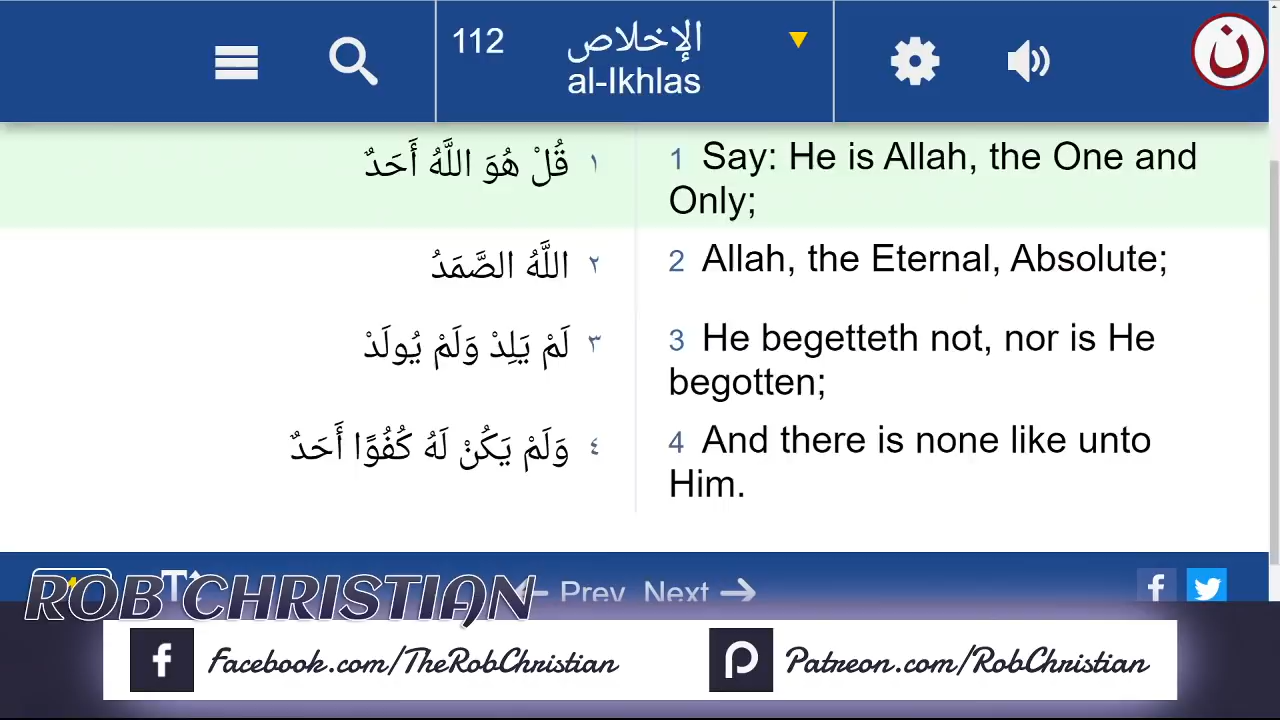 112
الإخلاص
al-Ikhlas
ن
١ قُلْ هُوَ اللَّهُ أَحَدٌ
1 Say: He is Allah, the One and
Only;
٢ اللَّهُ الصَّمَدُ
2 Allah, the Eternal, Absolute;
٣ لَمْ يَلِدْ وَلَمْ يُولَدْ
3 He begetteth not, nor is He
begotten;
٤ وَلَمْ يَكُنْ لَهُ كُفُوًا أَحَدٌ
4 And there is none like unto
Him.
Prev Next
ROB CHRISTIAN
Facebook.com/TheRobChristian
Patreon.com/RobChristian